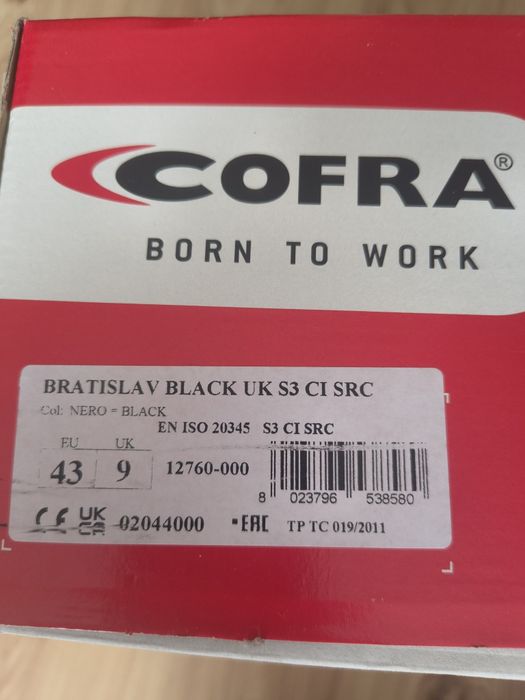 COFRA®
BORN TO WORK
BRATISLAV BLACK UK S3 CI SRC
Col: NERO = BLACK
EN ISO 20345 S3 CI SRC
EU UK
43 9 12760-000
8 023796 538580
CE UK CA 02044000 EAC TP TC 019/2011